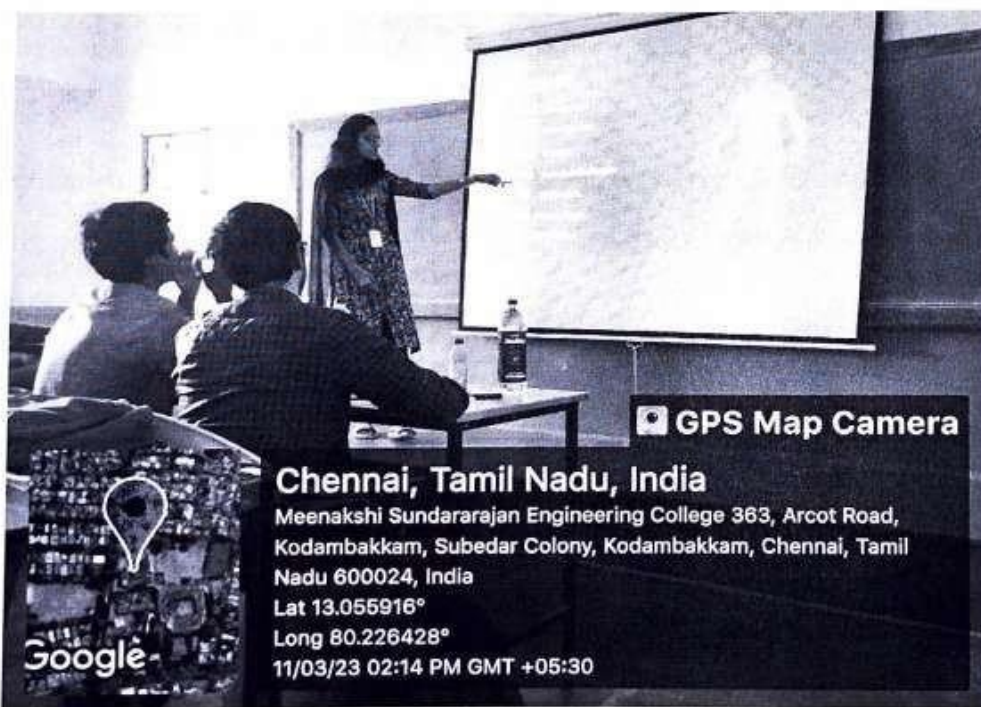 GPS Map Camera
Chennai, Tamil Nadu, India
Meenakshi Sundararajan Engineering College 363, Arcot Road,
Kodambakkam, Subedar Colony, Kodambakkam, Chennai, Tamil
Nadu 600024, India
Lat 13.055916°
Long 80.226428°
11/03/23 02:14 PM GMT +05:30
Google